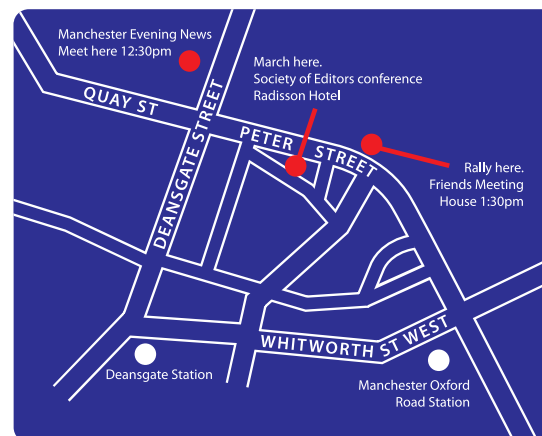 Manchester Evening News
Meet here 12:30pm
March here.
Society of Editors conference
Radisson Hotel
QUAY ST
PETER STREET
DEANSGATE STREET
Rally here.
Friends Meeting
House 1:30pm
WHITWORTH ST WEST
Deansgate Station
Manchester Oxford
Road Station